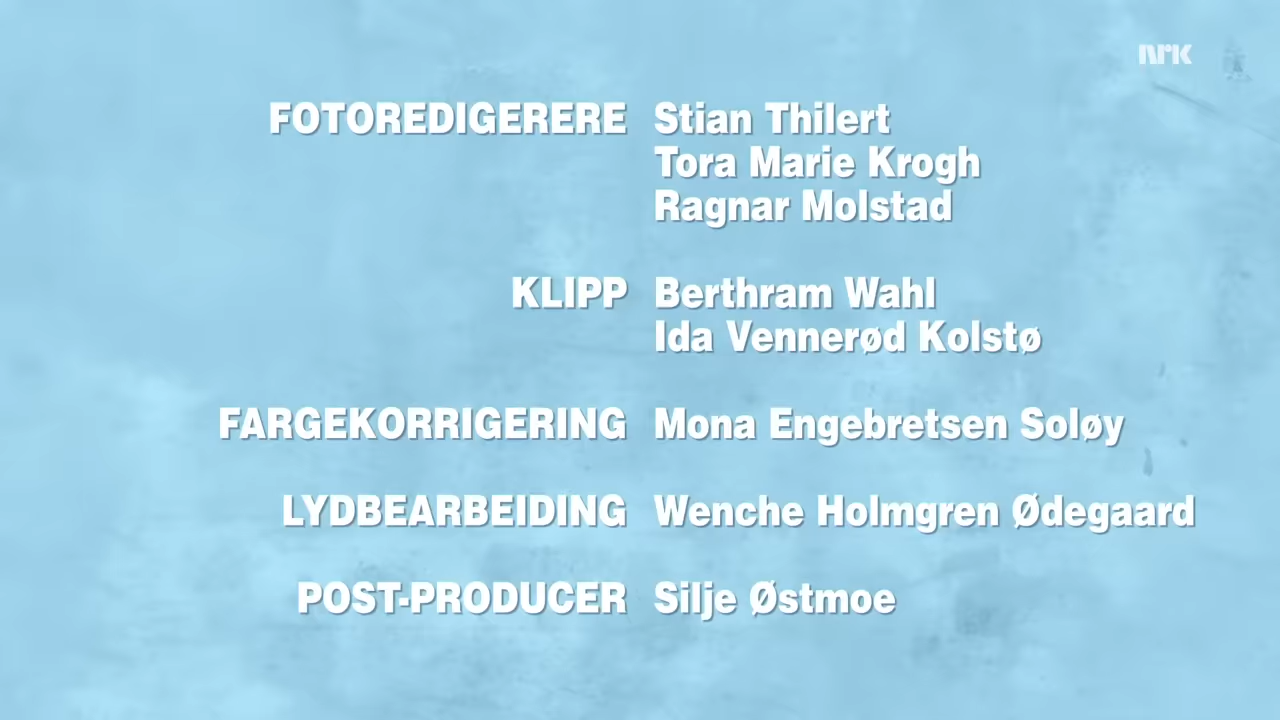 nrk
FOTOREDIGERERE Stian Thilert
Tora Marie Krogh
Ragnar Molstad
KLIPP Berthram Wahl
Ida Vennerød Kolstø
FARGEKORRIGERING Mona Engebretsen Soløy
LYDBEARBEIDING Wenche Holmgren Ødegaard
POST-PRODUCER Silje Østmoe